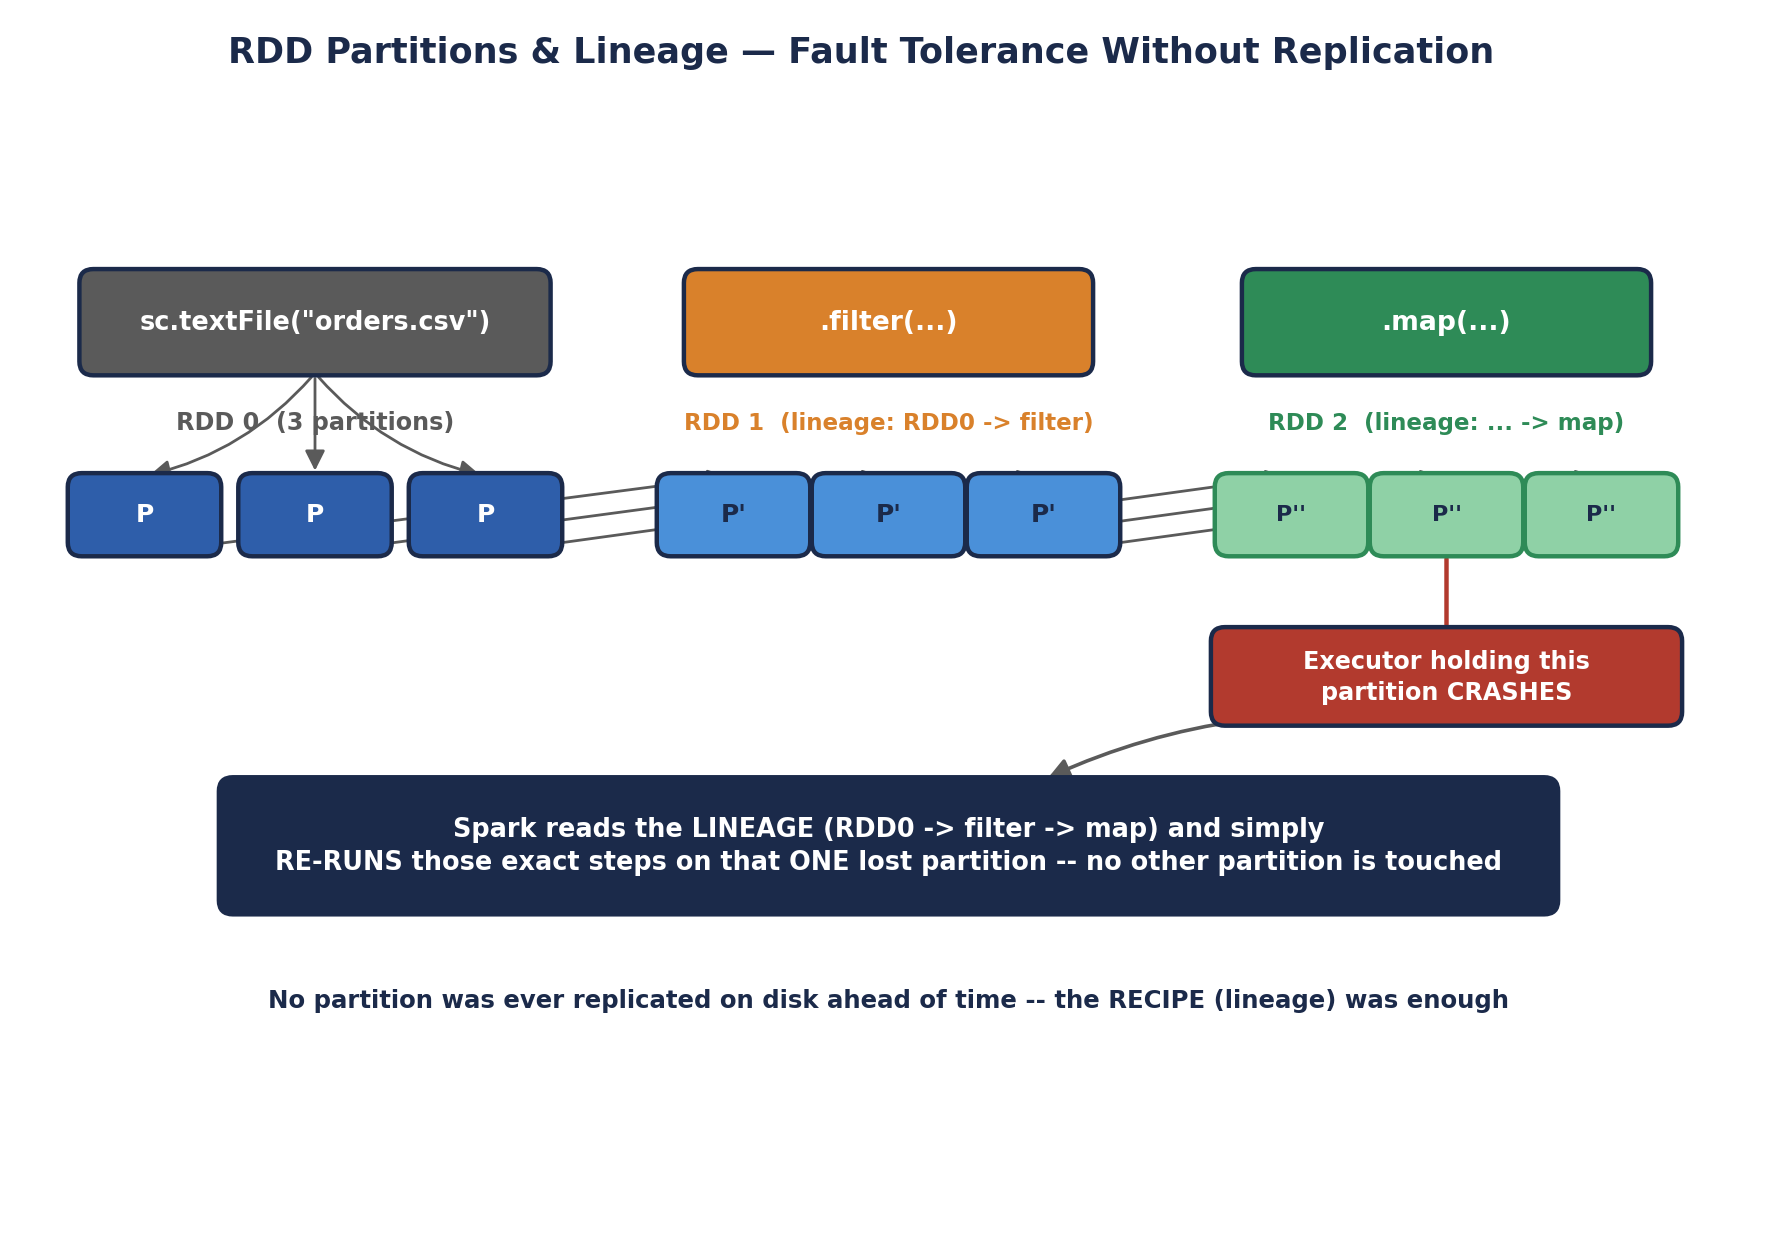 RDD Partitions & Lineage — Fault Tolerance Without Replication
sc.textFile("orders.csv")
.filter(...)
.map(...)
RDD 0  (3 partitions)
RDD 1  (lineage: RDD0 -> filter)
RDD 2  (lineage: ... -> map)
P
P
P
P'
P'
P'
P''
P''
P''
Executor holding this
partition CRASHES
Spark reads the LINEAGE (RDD0 -> filter -> map) and simply
RE-RUNS those exact steps on that ONE lost partition -- no other partition is touched
No partition was ever replicated on disk ahead of time -- the RECIPE (lineage) was enough